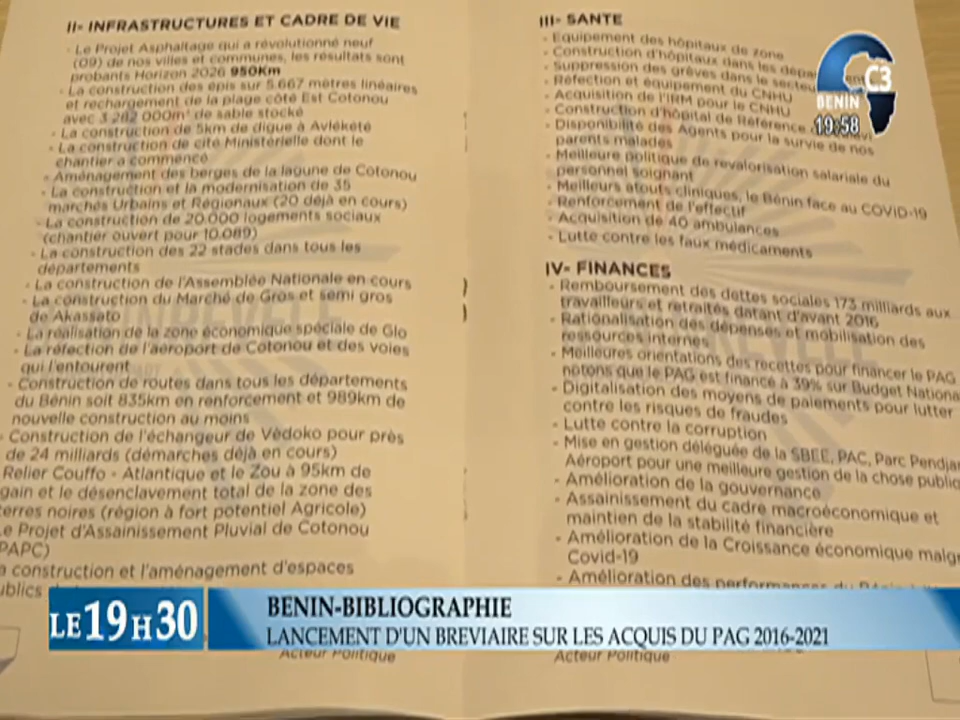 II- INFRASTRUCTURES ET CADRE DE VIE
- Le Projet Asphaltage qui a révolutionné neuf
(09) de nos villes et communes, les résultats sont
probants Horizon 2026 950Km
- La construction des épis sur 5.667 mètres linéaires
et rechargement de la plage côté Est Cotonou
avec 3 282 000m³ de sable stocké
- La construction de 5km de digue à Avlékété
- La construction de cité Ministérielle dont le
chantier a commencé
- Aménagement des berges de la lagune de Cotonou
- La construction et la modernisation de 35
marchés Urbains et Régionaux (20 déjà en cours)
- La construction de 20.000 logements sociaux
(chantier ouvert pour 10.089)
- La construction des 22 stades dans tous les
départements
- La construction de l'Assemblée Nationale en cours
- La construction du Marché de Gros et semi gros
de Akassato
- La réalisation de la zone économique spéciale de Glo
- La réfection de l'aéroport de Cotonou et des voies
qui l'entourent
- Construction de routes dans tous les départements
du Bénin soit 835km en renforcement et 989km de
nouvelle construction au moins
- Construction de l'échangeur de Vèdoko pour près
de 24 milliards (démarches déjà en cours)
Relier Couffo - Atlantique et le Zou à 95km de
gain et le désenclavement total de la zone des
terres noires (région à fort potentiel Agricole)
Le Projet d'Assainissement Pluvial de Cotonou
(PAPC)
La construction et l'aménagement d'espaces
publics
Acteur Politique
III- SANTE
- Equipement des hôpitaux de zone
- Construction d'hôpitaux dans les
- Suppression des grèves dans le secteur
- Réfection et équipement du CNHU
- Acquisition de l'IRM pour le CNHU
- Construction d'hôpital de Référence
- Disponibilité des Agents pour la survie de nos
parents malades
- Meilleure politique de revalorisation salariale du
personnel soignant
- Meilleurs atouts cliniques, le Bénin face au COVID-19
- Renforcement de l'effectif
- Acquisition de 40 ambulances
- Lutte contre les faux médicaments
IV- FINANCES
- Remboursement des dettes sociales 173 milliards aux
travailleurs et retraités datant d'avant 2016
- Rationalisation des dépenses et mobilisation des
ressources internes
- Meilleures orientations des recettes pour financer le PAG
notons que le PAG est financé à 39% sur Budget Nationa
- Digitalisation des moyens de paiements pour lutter
contre les risques de fraudes
- Lutte contre la corruption
- Mise en gestion déléguée de la SBEE, PAC, Parc Pendjar
Aéroport pour une meilleure gestion de la chose publiq
- Amélioration de la gouvernance
- Assainissement du cadre macroéconomique et
maintien de la stabilité financière
- Amélioration de la Croissance économique malgr
Covid-19
- Amélioration des performances du
Acteur Politique
C3
BENIN
19:58
LE 19H30
BENIN-BIBLIOGRAPHIE
LANCEMENT D'UN BREVIAIRE SUR LES ACQUIS DU PAG 2016-2021